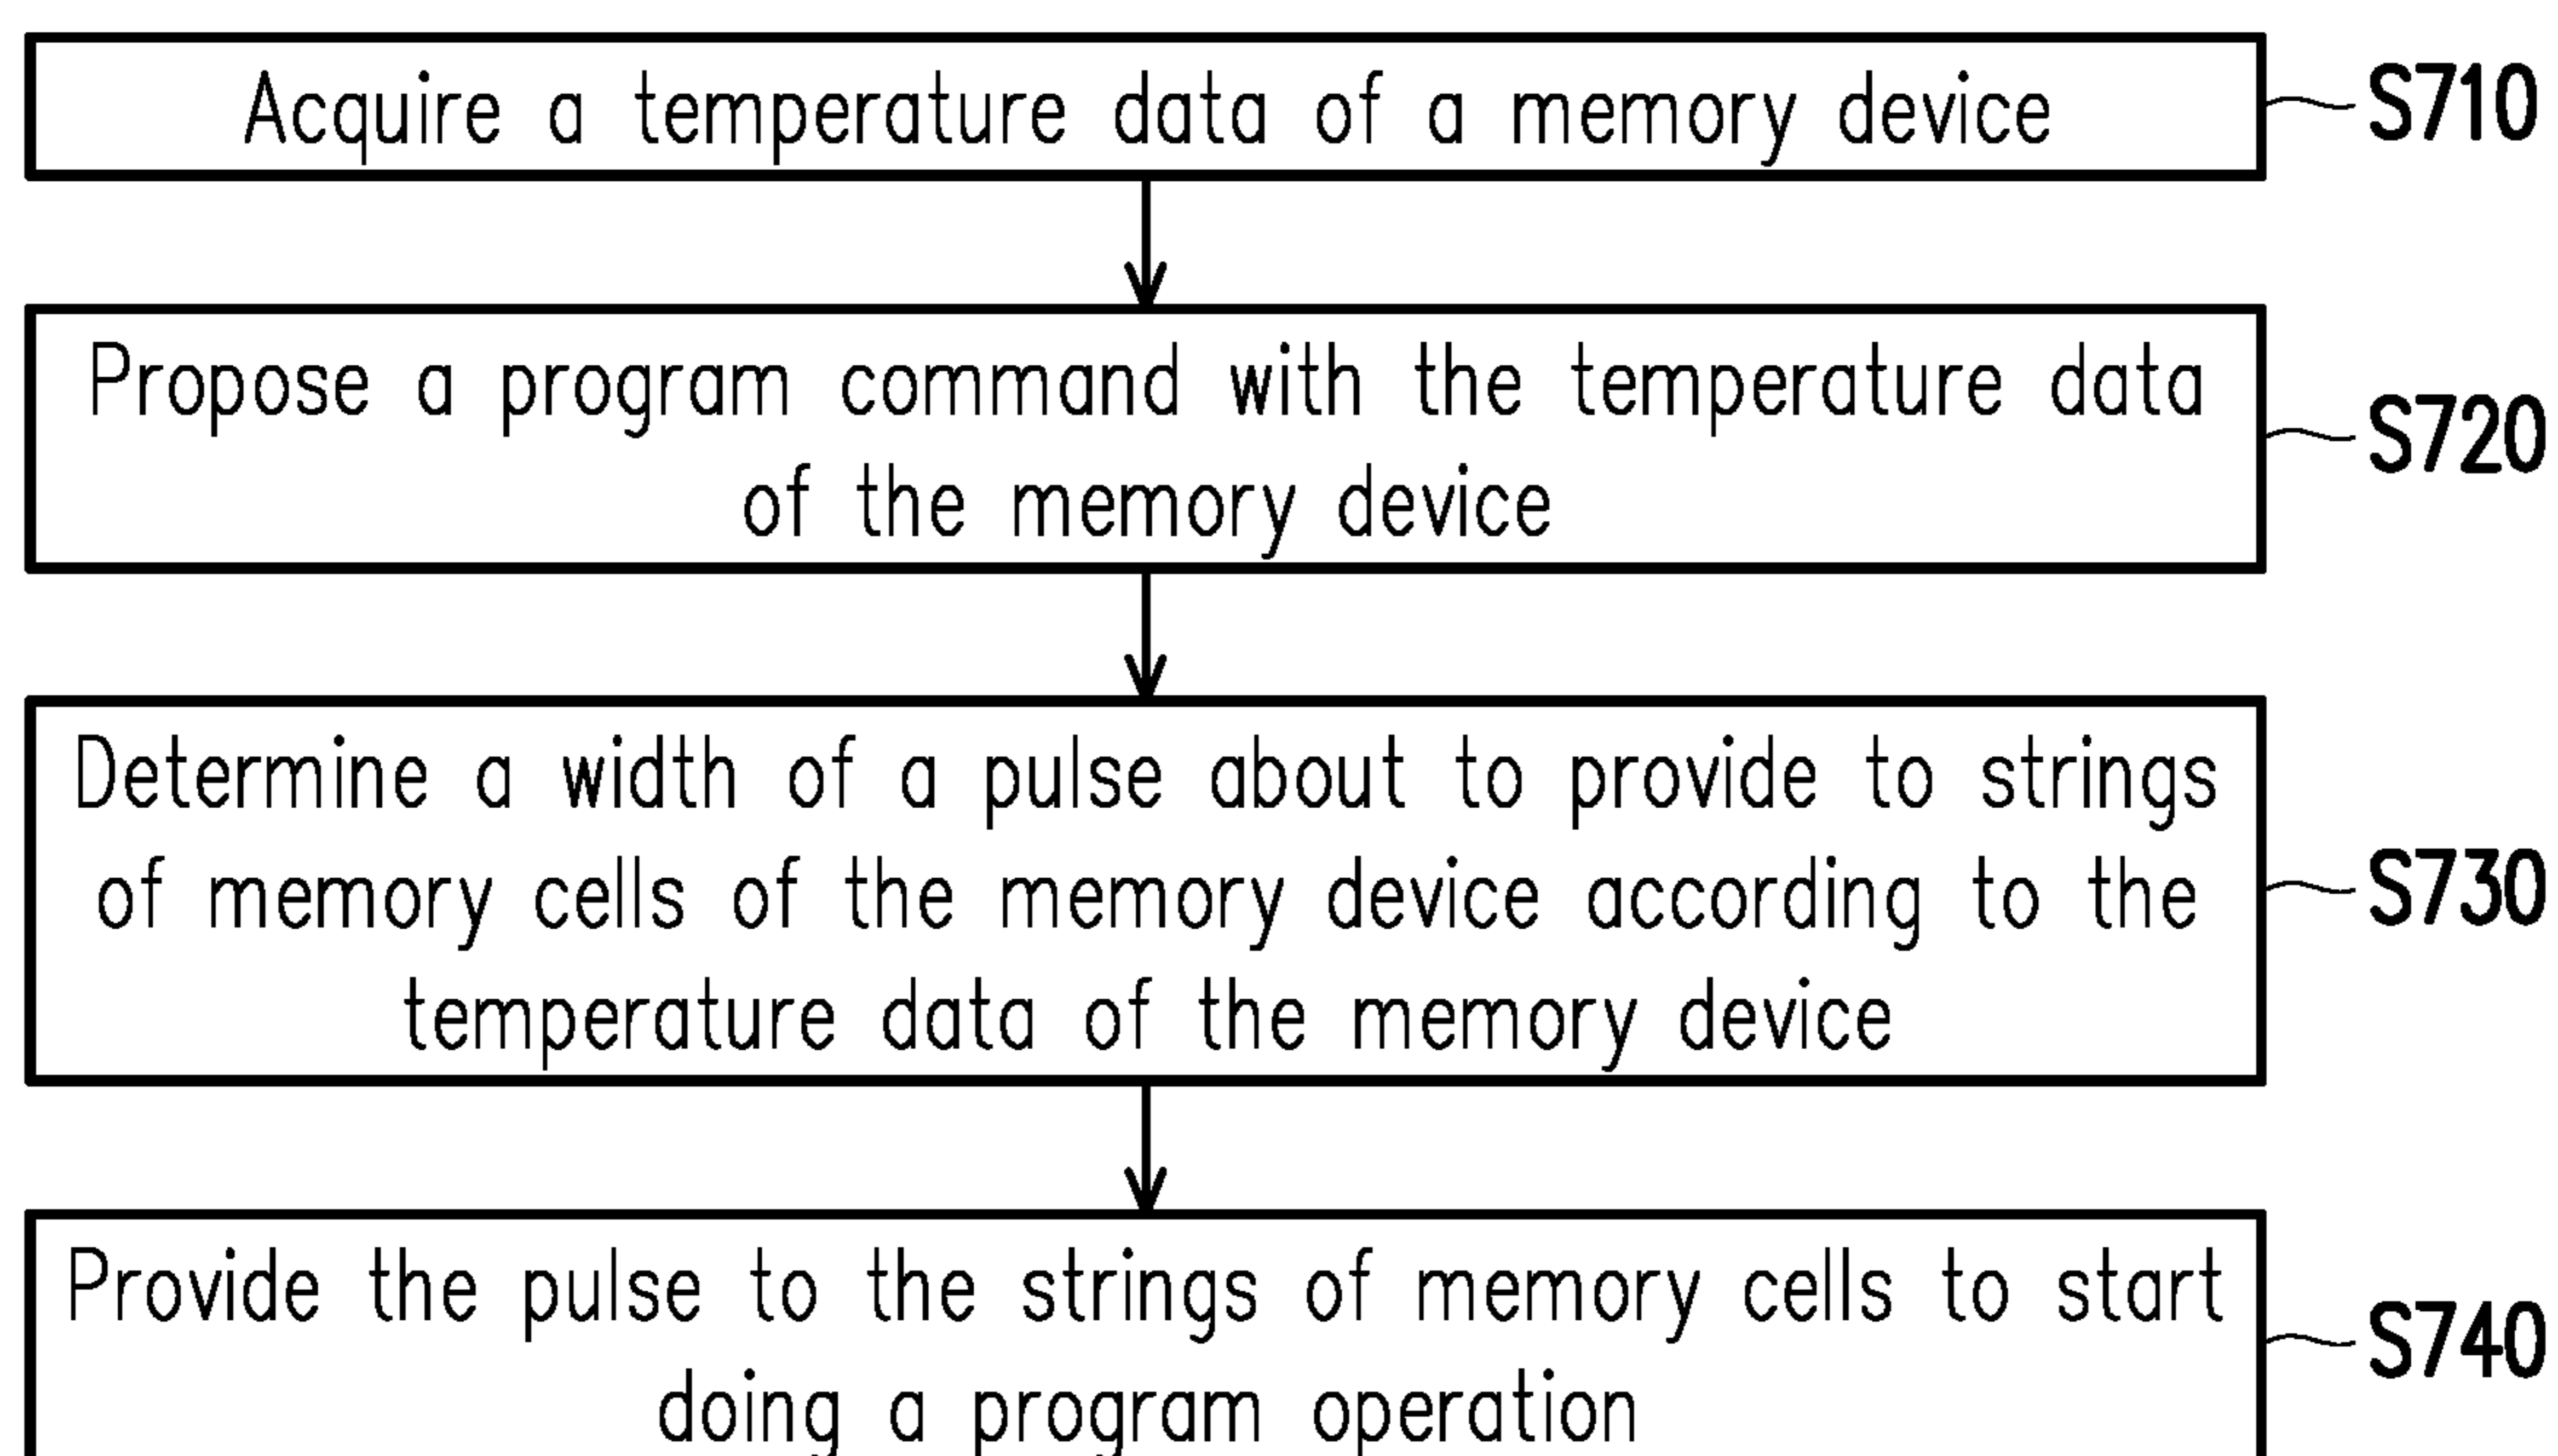 Acquire a temperature data of a memory device
S710
Propose a program command with the temperature data
of the memory device
S720
Determine a width of a pulse about to provide to strings
of memory cells of the memory device according to the
temperature data of the memory device
S730
Provide the pulse to the strings of memory cells to start
doing a program operation
S740